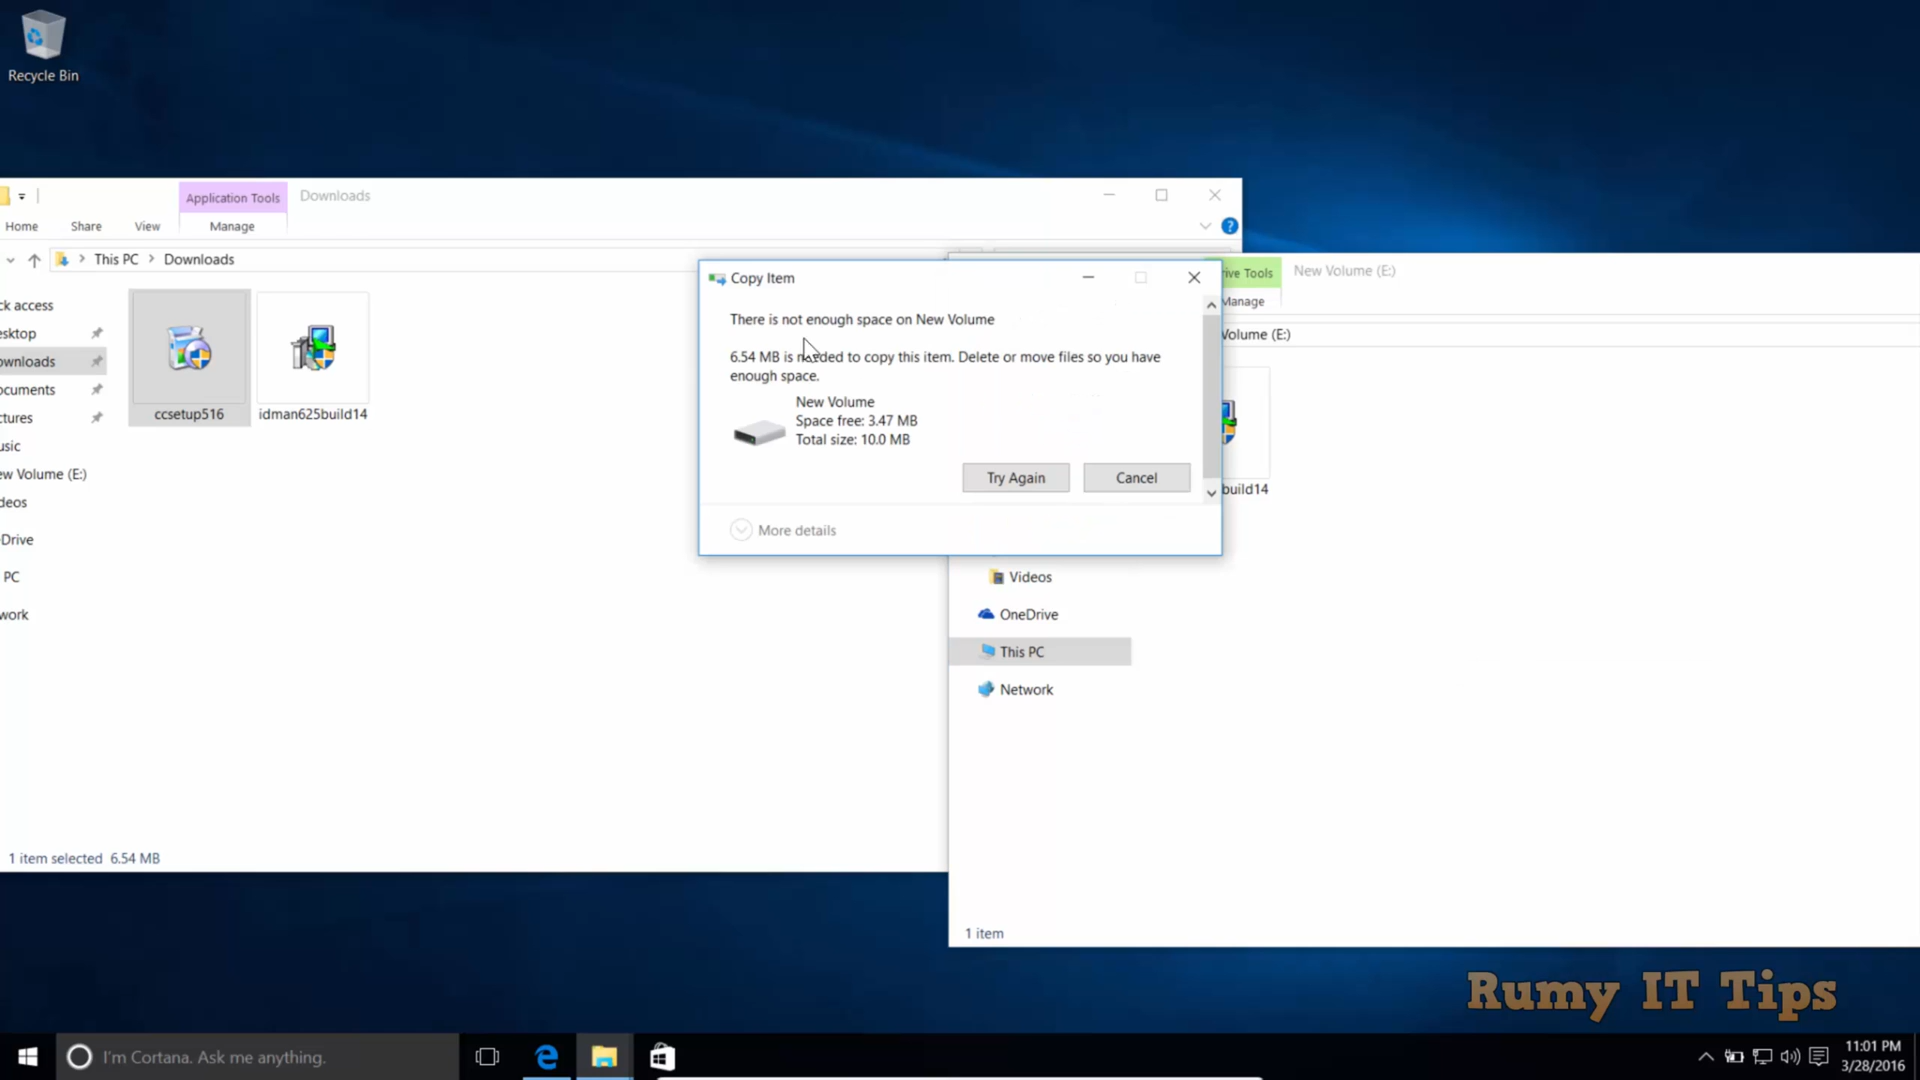 Recycle Bin
Application Tools
Downloads
Home
Share
View
Manage
This PC
Downloads
ck access
esktop
ownloads
ocuments
ctures
usic
ew Volume (E:)
deos
Drive
PC
work
ccsetup516
idman625build14
1 item selected 6.54 MB
Copy Item
There is not enough space on New Volume
6.54 MB is needed to copy this item. Delete or move files so you have
enough space.
New Volume
Space free: 3.47 MB
Total size: 10.0 MB
Try Again
Cancel
More details
ive Tools
New Volume (E:)
Manage
Volume (E:)
build14
Videos
OneDrive
This PC
Network
1 item
Rumy IT Tips
I'm Cortana. Ask me anything.
11:01 PM
3/28/2016